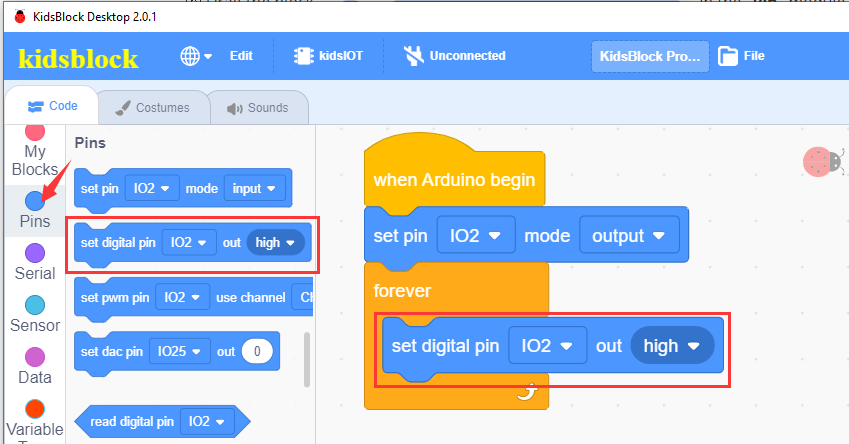 KidsBlock Desktop 2.0.1
kidsblock
Edit
kidsIOT
Unconnected
KidsBlock Pro...
File
Code
Costumes
Sounds
My
Blocks
Pins
Serial
Sensor
Data
Variable
Pins
set pin IO2 mode input
set digital pin IO2 out high
set pwm pin IO2 use channel
set dac pin IO25 out 0
read digital pin IO2
when Arduino begin
set pin IO2 mode output
forever
set digital pin IO2 out high